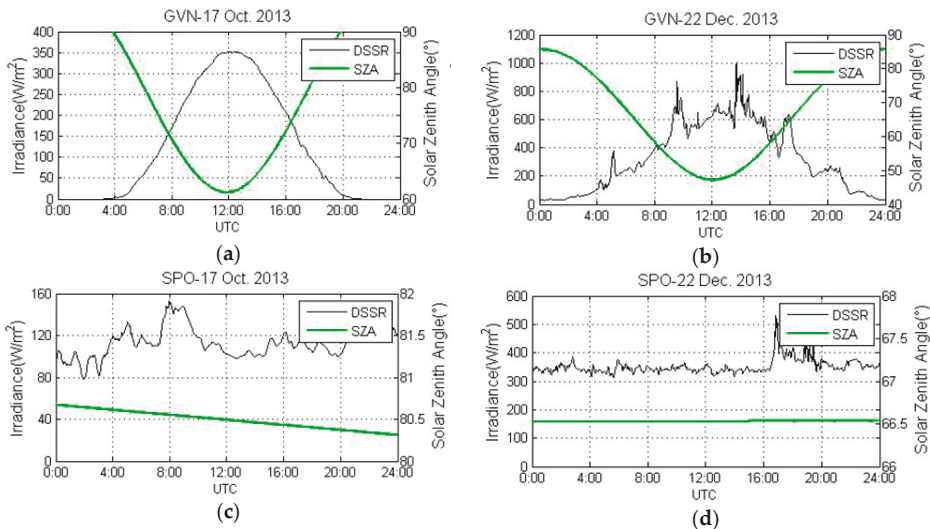 GVN-17 Oct. 2013
400
350
300
250
200
150
100
50
0
Irradiance(W/m²)
DSSR
SZA
90
80
70
60
Solar Zenith Angle(°)
0:00 4:00 8:00 12:00 16:00 20:00 24:00
UTC
(a)
GVN-22 Dec. 2013
1200
1000
800
600
400
200
0
Irradiance(W/m²)
DSSR
SZA
90
85
80
70
60
50
40
Solar Zenith Angle(°)
0:00 4:00 8:00 12:00 16:00 20:00 24:00
UTC
(b)
SPO-17 Oct. 2013
160
120
80
40
0
Irradiance(W/m²)
DSSR
SZA
82
81.5
81
80.5
80
Solar Zenith Angle(°)
0:00 4:00 8:00 12:00 16:00 20:00 24:00
UTC
(c)
SPO-22 Dec. 2013
600
500
400
300
200
100
0
Irradiance(W/m²)
DSSR
SZA
68
67.5
67
66.5
66
Solar Zenith Angle(°)
0:00 4:00 8:00 12:00 16:00 20:00 24:00
UTC
(d)